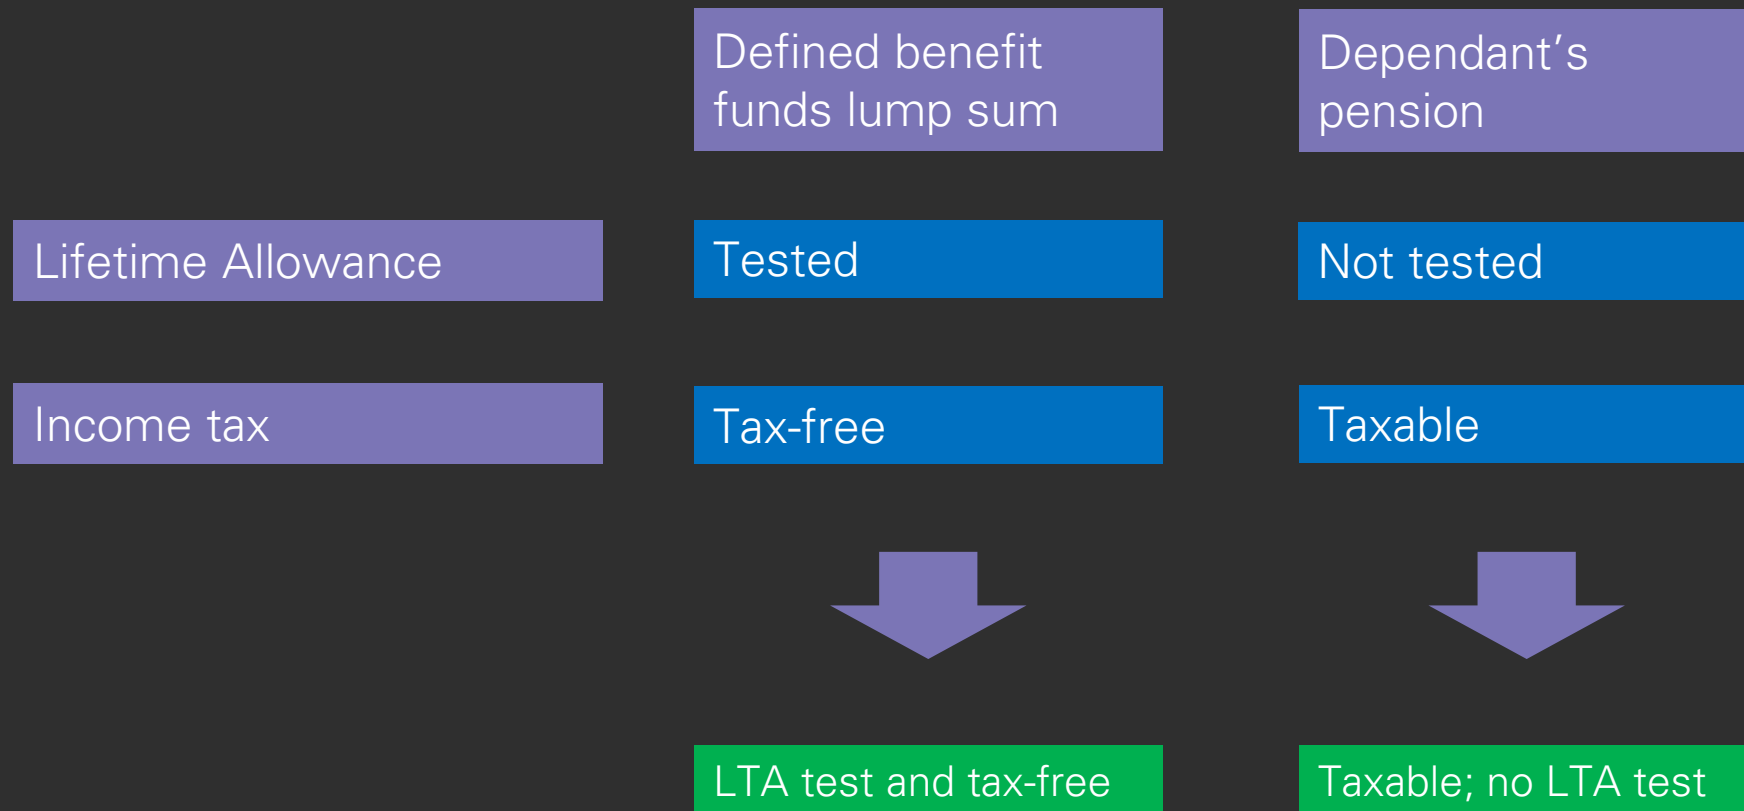 Defined benefit
funds lump sum
Dependant’s
pension
Lifetime Allowance
Tested
Not tested
Income tax
Tax-free
Taxable
LTA test and tax-free
Taxable; no LTA test